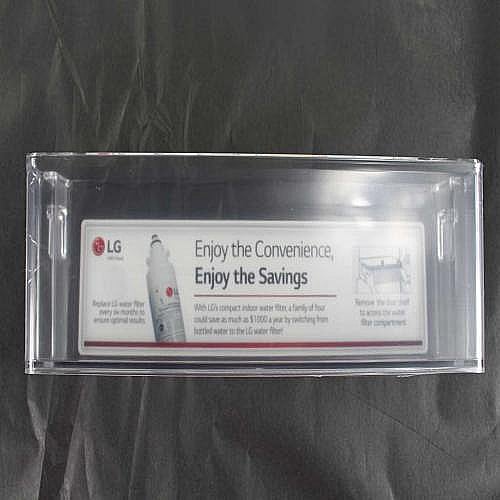 LG
Enjoy the Convenience,
Enjoy the Savings
Replace LG water filter
every six months to
ensure optimal results
With LG's compact indoor water filter, a family of four
could save as much as $1000 a year by switching from
bottled water to the LG water filter!
Remove the door shelf
to access the water
filter compartment